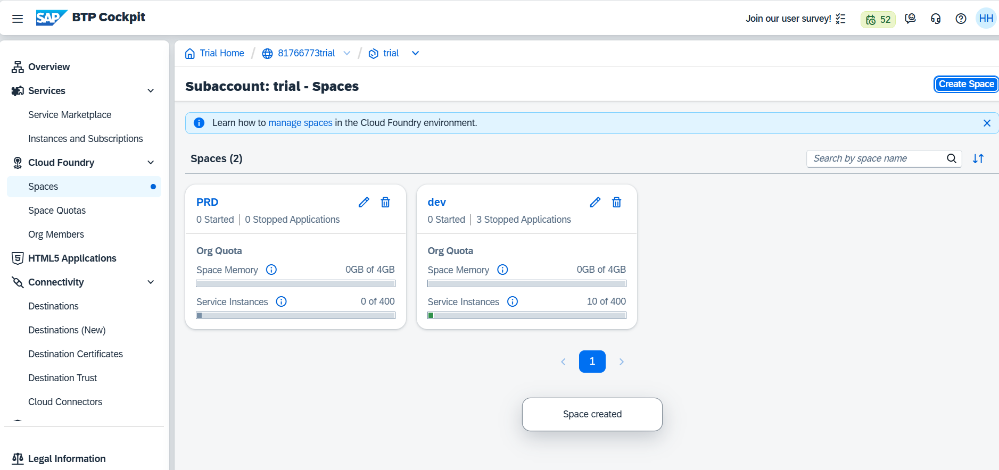 SAP BTP Cockpit
Join our user survey!
52
HH
Overview
Services
Service Marketplace
Instances and Subscriptions
Cloud Foundry
Spaces
Space Quotas
Org Members
HTML5 Applications
Connectivity
Destinations
Destinations (New)
Destination Certificates
Destination Trust
Cloud Connectors
Legal Information
Trial Home / 81766773trial / trial
Subaccount: trial - Spaces
Create Space
Learn how to manage spaces in the Cloud Foundry environment.
Spaces (2)
Search by space name
PRD
0 Started | 0 Stopped Applications
Org Quota
Space Memory 0GB of 4GB
Service Instances 0 of 400
dev
0 Started | 3 Stopped Applications
Org Quota
Space Memory 0GB of 4GB
Service Instances 10 of 400
1
Space created